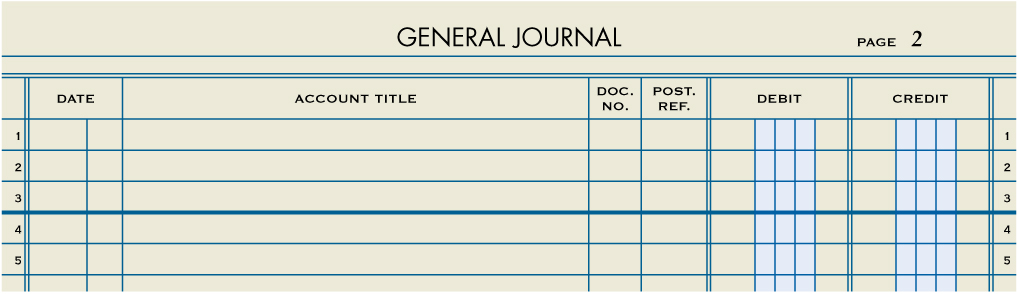 GENERAL JOURNAL PAGE 2
DATE ACCOUNT TITLE DOC. NO. POST. REF. DEBIT CREDIT
1 1
2 2
3 3
4 4
5 5